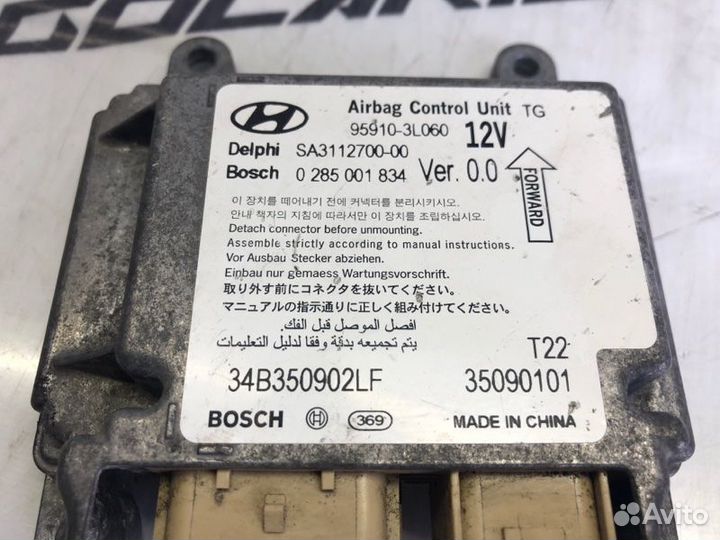 Airbag Control Unit TG
95910-3L060 12V
Delphi SA3112700-00
Bosch 0 285 001 834 Ver. 0.0
FORWARD
이 장치를 떼어내기 전에 커넥터를 분리시키시오.
안내 책자의 지침에 따라서만 이 장치를 조립하십시오.
Detach connector before unmounting.
Assemble strictly according to manual instructions.
Vor Ausbau Stecker abziehen.
Einbau nur gemaess Wartungsvorschrift.
取り外す前にコネクタを抜いてください。
マニュアルの指示通りに正しく組み付けてください。
افصل الموصل قبل الفك.
يتم تجميعه بدقة وفقا لدليل التعليمات
T22
34B350902LF 35090101
BOSCH 369 MADE IN CHINA
Avito